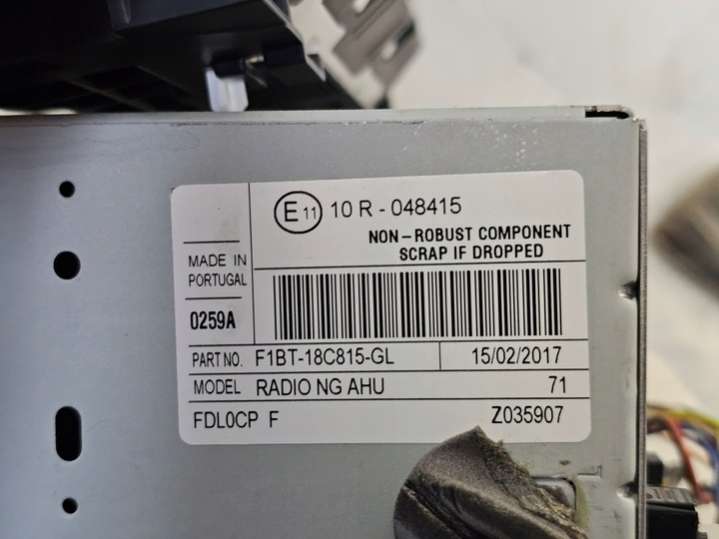 E11 10 R - 048415
NON-ROBUST COMPONENT
SCRAP IF DROPPED
MADE IN
PORTUGAL
0259A
PART NO. F1BT-18C815-GL 15/02/2017
MODEL RADIO NG AHU 71
FDL0CP F Z035907